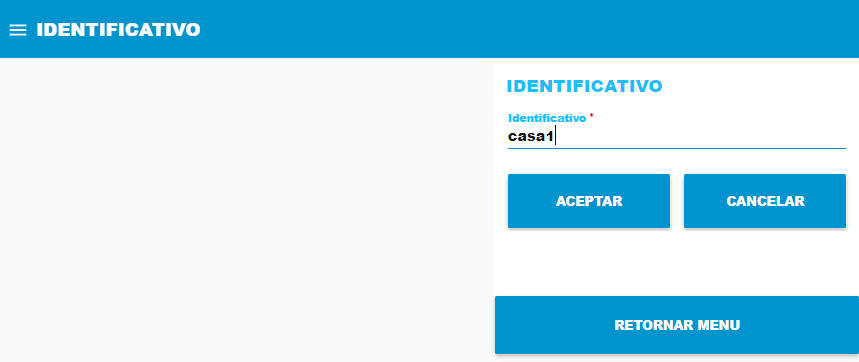 IDENTIFICATIVO
IDENTIFICATIVO
Identificativo *
casa1
ACEPTAR
CANCELAR
RETORNAR MENU